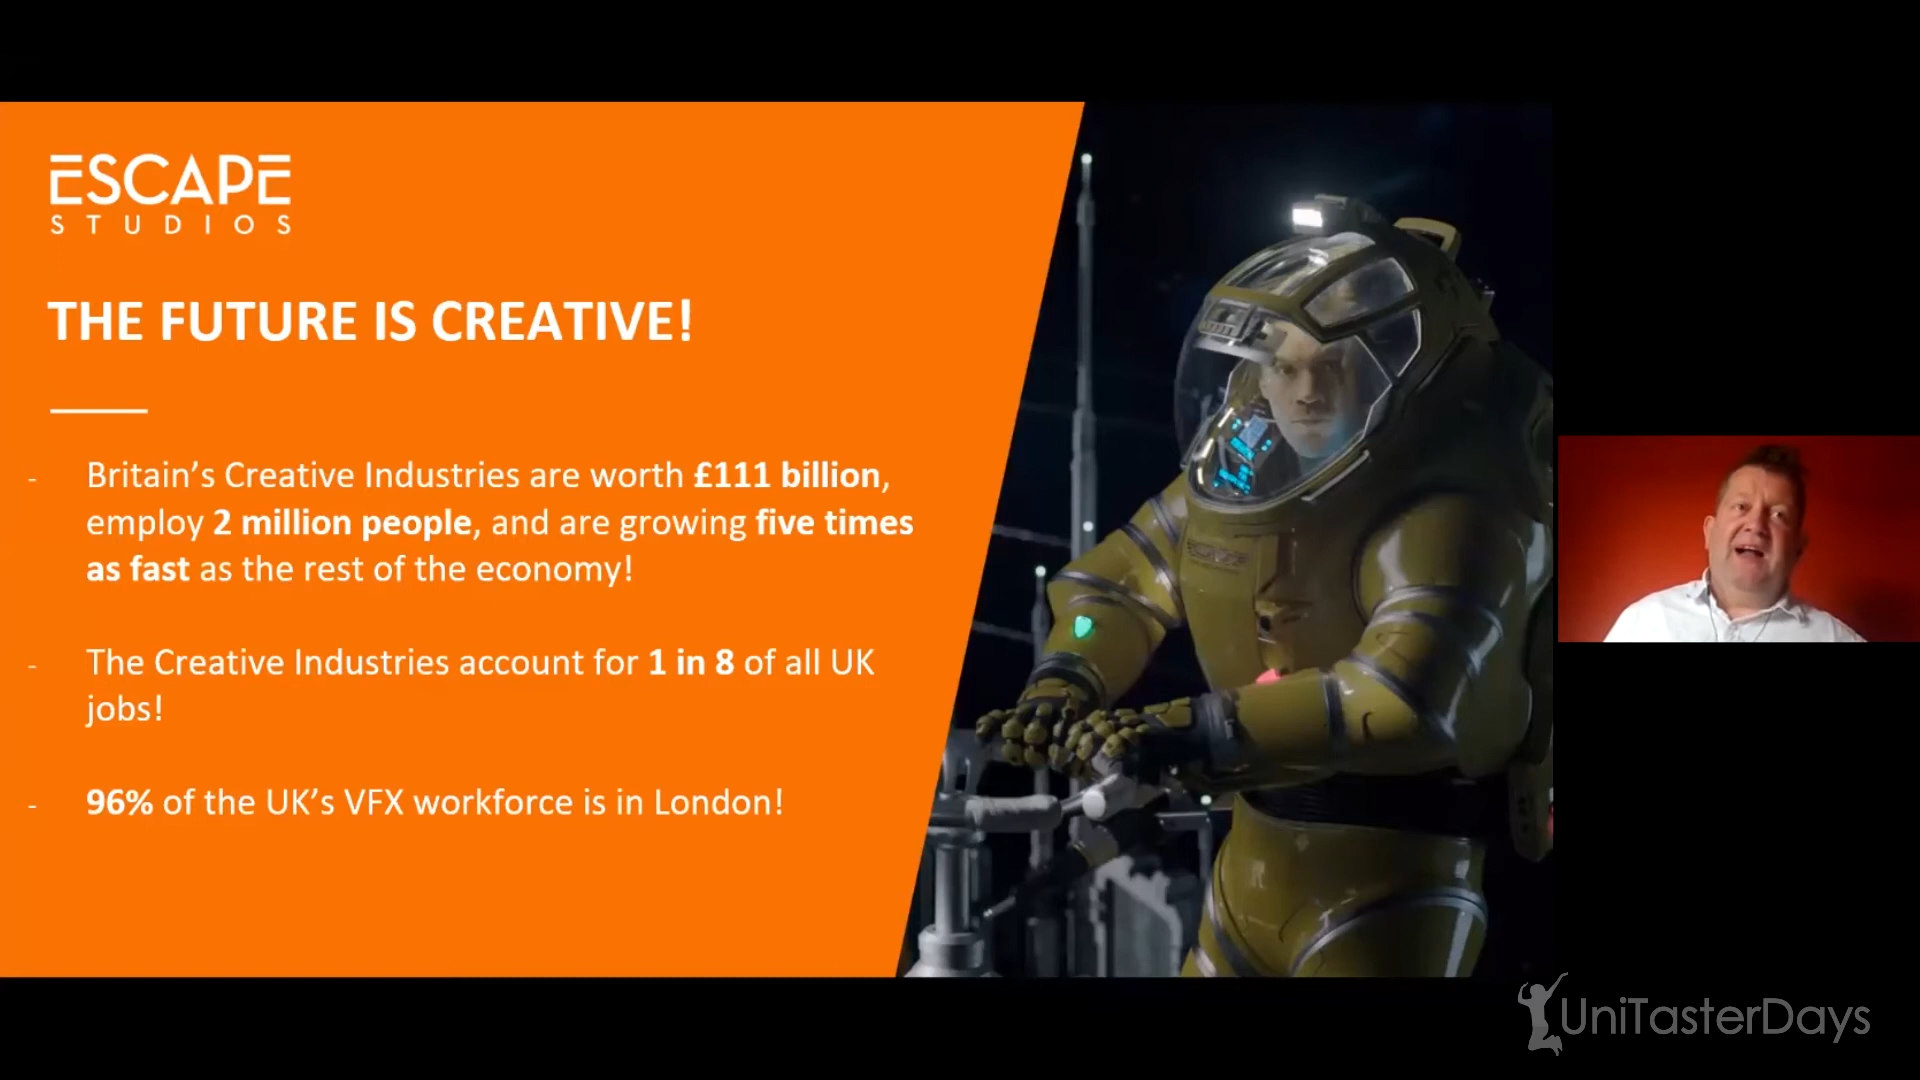 ESCAPE
STUDIOS
THE FUTURE IS CREATIVE!
- Britain’s Creative Industries are worth £111 billion,
employ 2 million people, and are growing five times
as fast as the rest of the economy!
- The Creative Industries account for 1 in 8 of all UK
jobs!
- 96% of the UK’s VFX workforce is in London!
ESCAPE
UniTasterDays